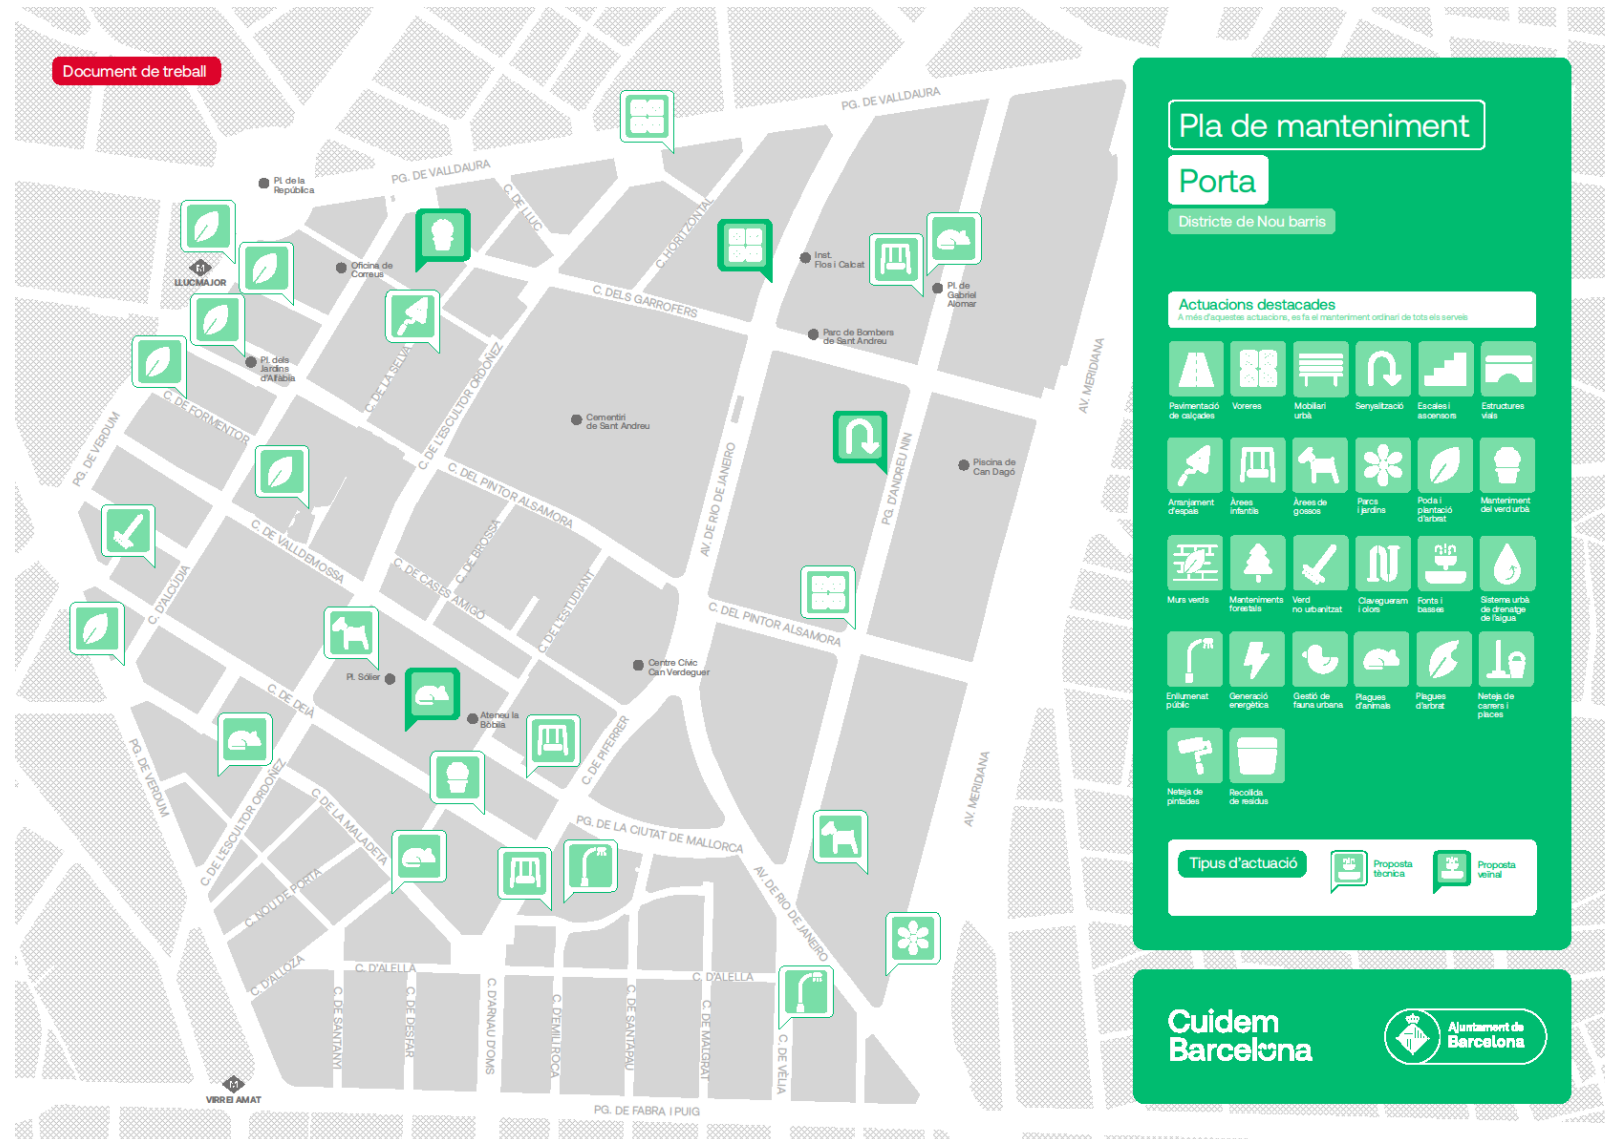 Document de treball
PG. DE VALLDAURA
PG. DE VALLDAURA
Pl. de la
República
C. DE LLUC
C. HORITZONTAL
Inst.
Flos i Calcat
Pl. de
Gabriel
Alomar
Oficina de
Correus
LLUCMAJOR
C. DELS GARROFERS
Parc de Bombers
de Sant Andreu
Pl. dels
Jardins
d'Alfàbia
C. DE LA SELVA
C. DE L'ESCULTOR ORDÓÑEZ
AV. MERIDIANA
C. DE FORMENTOR
Cementiri
de Sant Andreu
PG. DE VERDUM
Piscina de
Can Dagó
AV. DE RIO DE JANEIRO
PG. D'ANDREU NIN
C. DEL PINTOR ALSAMORA
C. DE VALLDEMOSSA
C. DE BROSSA
C. DE CASES AMIGÓ
C. D'ALCÚDIA
C. DE L'ESTUDIANT
C. DEL PINTOR ALSAMORA
Centre Cívic
Can Verdeguer
Pl. Sóller
C. DE DEIÀ
Ateneu la
Bòbila
C. DE PIFERRER
PG. DE VERDUM
C. DE L'ESCULTOR ORDÓÑEZ
C. DE LA MALADETA
AV. MERIDIANA
PG. DE LA CIUTAT DE MALLORCA
AV. DE RIO DE JANEIRO
C. NOU DE PORTA
C. D'ALLOZA
C. D'ALELLA
C. D'ALELLA
C. DE SANTANYÍ
C. DE DESFAR
C. D'ARNAU D'OMS
C. D'EMILI ROCA
C. DE SANTAPAU
C. DE MALGRAT
C. DE VÈLIA
VIRREI AMAT
PG. DE FABRA I PUIG
Pla de manteniment
Porta
Districte de Nou barris
Actuacions destacades
A més d'aquestes actuacions, es fa el manteniment ordinari de tots els serveis
Pavimentació
de calçades
Voreres
Mobiliari
urbà
Senyalització
Escales i
ascensors
Estructures
vials
Arranjament
d'espais
Àrees
infantils
Àrees de
gossos
Parcs
i jardins
Poda i
plantació
d'arbrat
Manteniment
del verd urbà
Murs verds
Manteniments
forestals
Verd
no urbanitzat
Clavegueram
i olors
Fonts i
basses
Sistema urbà
de drenatge
de l'aigua
Enllumenat
públic
Generació
energètica
Gestió de
fauna urbana
Plagues
d'animals
Plagues
d'arbrat
Neteja de
carrers i
places
Neteja de
pintades
Recollida
de residus
Tipus d'actuació
Proposta
tècnica
Proposta
veïnal
Cuidem
Barcelona
Ajuntament de
Barcelona